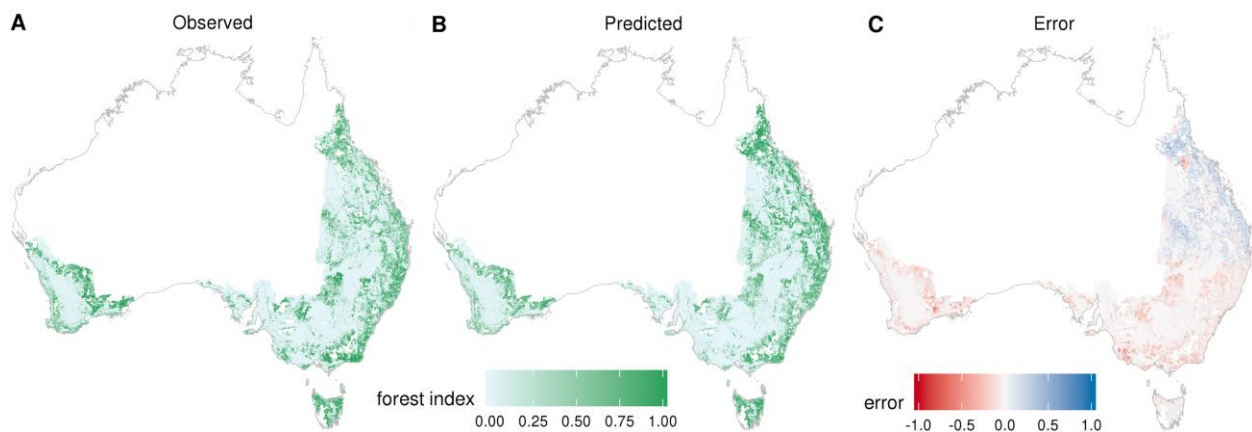 A Observed
B Predicted
C Error
forest index
0.00 0.25 0.50 0.75 1.00
error
-1.0 -0.5 0.0 0.5 1.0